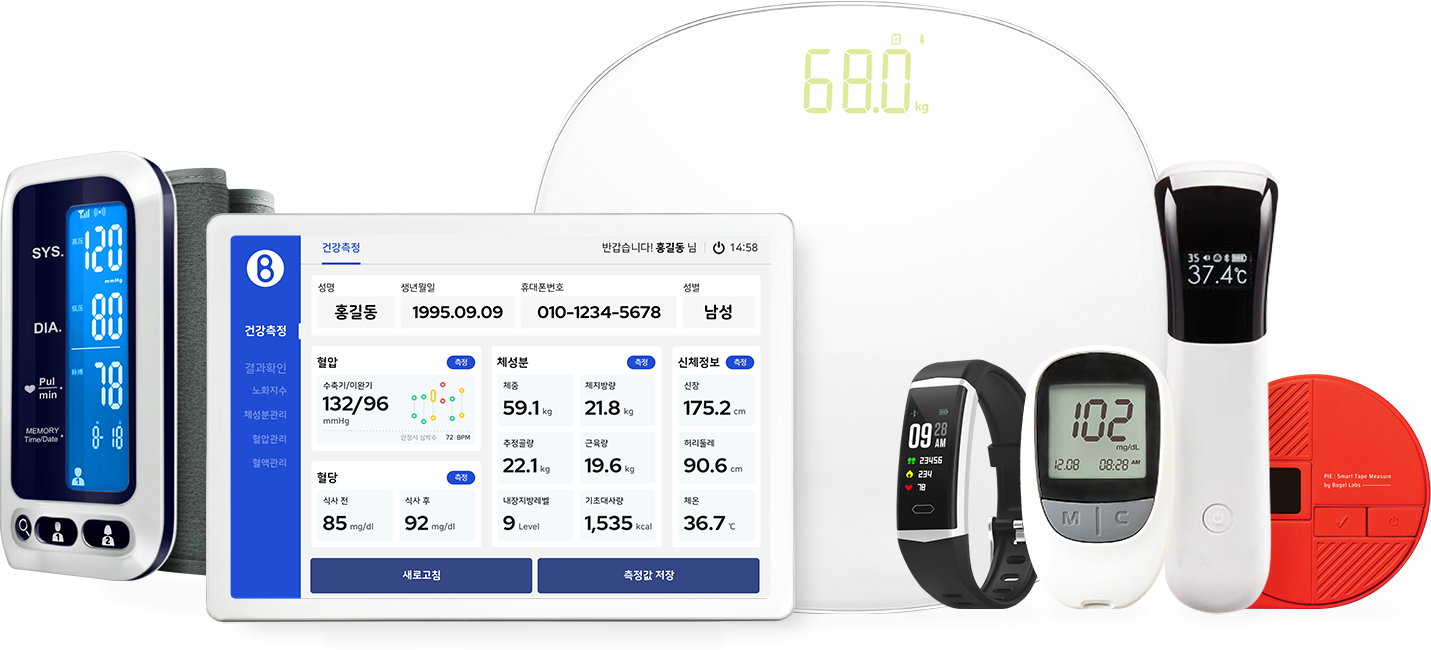 68.0 kg
SYS.
高压
120
mmHg
DIA.
低压
80
Pul
min
脉搏
78
MEMORY
Time/Date
8-18
1
2
건강측정
반갑습니다! 홍길동 님
14:58
건강측정
결과확인
노화지수
체성분관리
혈압관리
혈액관리
성명
생년월일
휴대폰번호
성별
홍길동
1995.09.09
010-1234-5678
남성
혈압
측정
수축기/이완기
132/96
mmHg
안정시 심박수 72 BPM
혈당
측정
식사 전
식사 후
85 mg/dl
92 mg/dl
체성분
측정
체중
체지방량
59.1 kg
21.8 kg
추정골량
근육량
22.1 kg
19.6 kg
내장지방레벨
기초대사량
9 Level
1,535 kcal
신체정보
측정
신장
175.2 cm
허리둘레
90.6 cm
체온
36.7 ℃
새로고침
측정값 저장
09 28
AM
23456
234
78
102
mg/dL
12.08 08:28 AM
M C
35
37.4℃
PIE : Smart Tape Measure
by Bagel Labs